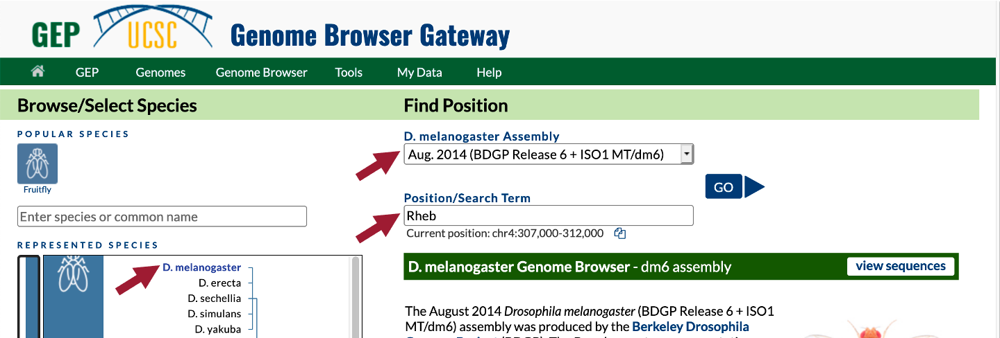 GEP UCSC Genome Browser Gateway
GEP Genomes Genome Browser Tools My Data Help
Browse/Select Species
POPULAR SPECIES
Fruitfly
Enter species or common name
REPRESENTED SPECIES
D. melanogaster
D. erecta
D. sechellia
D. simulans
D. yakuba
Find Position
D. melanogaster Assembly
Aug. 2014 (BDGP Release 6 + ISO1 MT/dm6)
GO
Position/Search Term
Rheb
Current position: chr4:307,000-312,000
D. melanogaster Genome Browser - dm6 assembly
view sequences
The August 2014 Drosophila melanogaster (BDGP Release 6 + ISO1
MT/dm6) assembly was produced by the Berkeley Drosophila